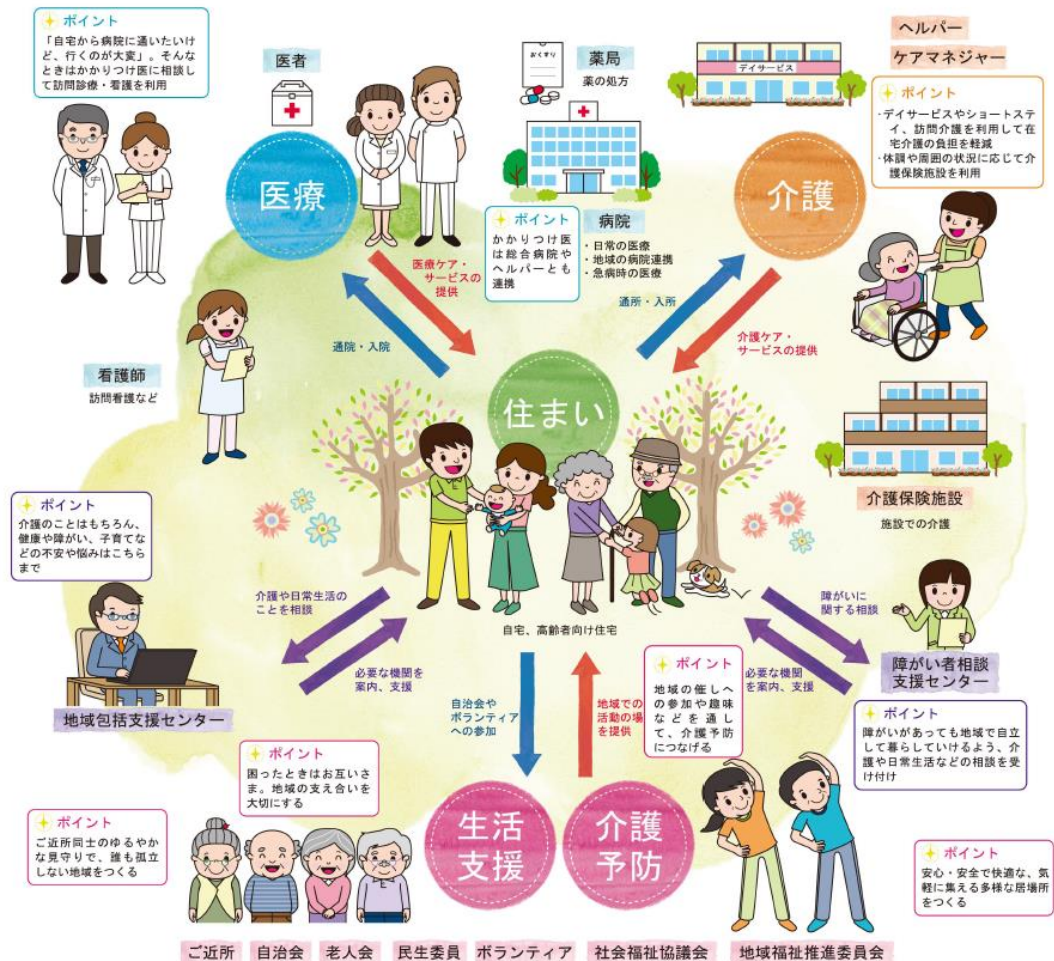 ポイント
「自宅から病院に通いたいけ
ど、行くのが大変」。そんな
ときはかかりつけ医に相談し
て訪問診療・看護を利用
医者
おくすり
薬局
薬の処方
デイサービス
ヘルパー
ケアマネジャー
ポイント
・デイサービスやショートステ
イ、訪問介護を利用して在
宅介護の負担を軽減
・体調や周囲の状況に応じて介
護保険施設を利用
医療
介護
ポイント
かかりつけ医
は総合病院や
ヘルパーとも
連携
病院
・日常の医療
・地域の病院連携
・急病時の医療
医療ケア・
サービスの
提供
通院・入院
通所・入所
介護ケア・
サービスの提供
看護師
訪問看護など
住まい
介護保険施設
施設での介護
ポイント
介護のことはもちろん、
健康や障がい、子育てな
どの不安や悩みはこちら
まで
介護や日常生活の
ことを相談
必要な機関を
案内、支援
地域包括支援センター
自宅、高齢者向け住宅
障がいに
関する相談
必要な機関
を案内、支援
障がい者相談
支援センター
自治会や
ボランティア
への参加
地域での
活動の場
を提供
ポイント
地域の催しへ
の参加や趣味
などを通し
て、介護予防
につなげる
ポイント
障がいがあっても地域で自立
して暮らしていけるよう、介
護や日常生活などの相談を受
け付け
ポイント
困ったときはお互いさ
ま。地域の支え合いを
大切にする
ポイント
ご近所同士のゆるやか
な見守りで、誰も孤立
しない地域をつくる
生活
支援
介護
予防
ポイント
安心・安全で快適な、気
軽に集える多様な居場所
をつくる
ご近所
自治会
老人会
民生委員
ボランティア
社会福祉協議会
地域福祉推進委員会